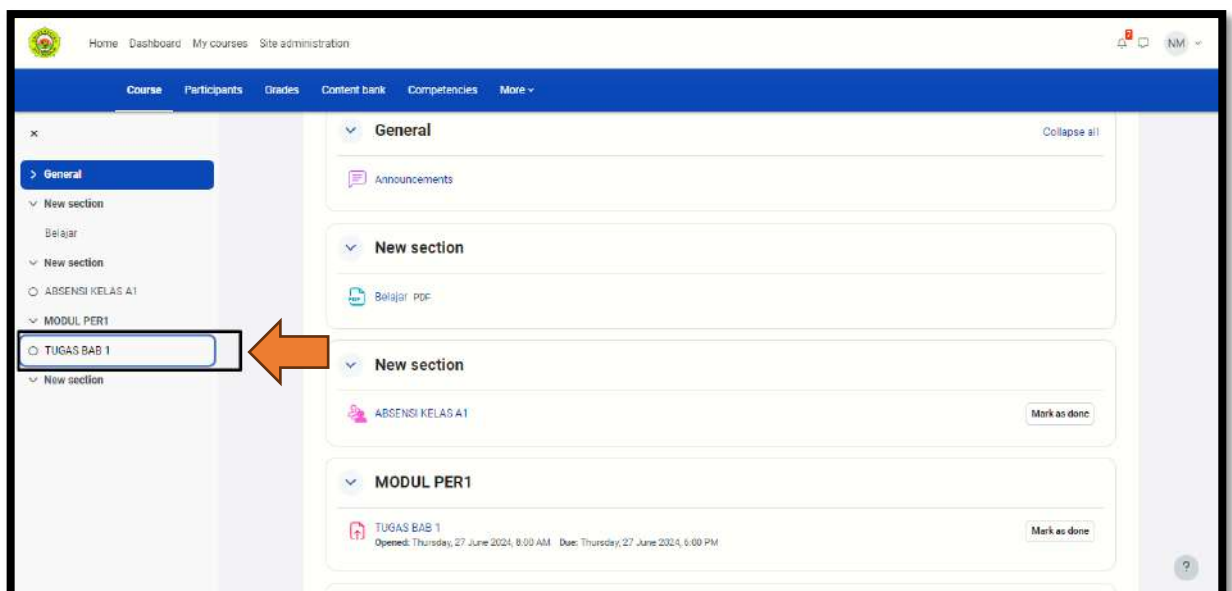 Home Dashboard My courses Site administration
NM
Course Participants Grades Content bank Competencies More
General
New section
Belajar
New section
ABSENSI KELAS A1
MODUL PER1
TUGAS BAB 1
New section
General
Collapse all
Announcements
New section
Belajar PDF
New section
ABSENSI KELAS A1
Mark as done
MODUL PER1
TUGAS BAB 1
Mark as done
Opened: Thursday, 27 June 2024, 8:00 AM Due: Thursday, 27 June 2024, 6:00 PM
?